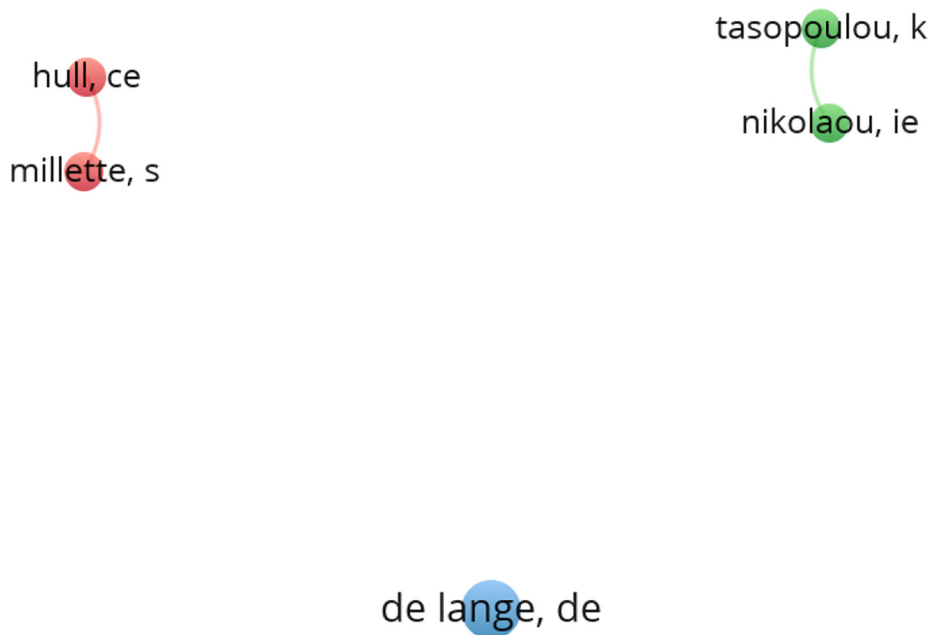 tasopoulou, k
hull, ce
nikolaou, ie
millette, s
de lange, de